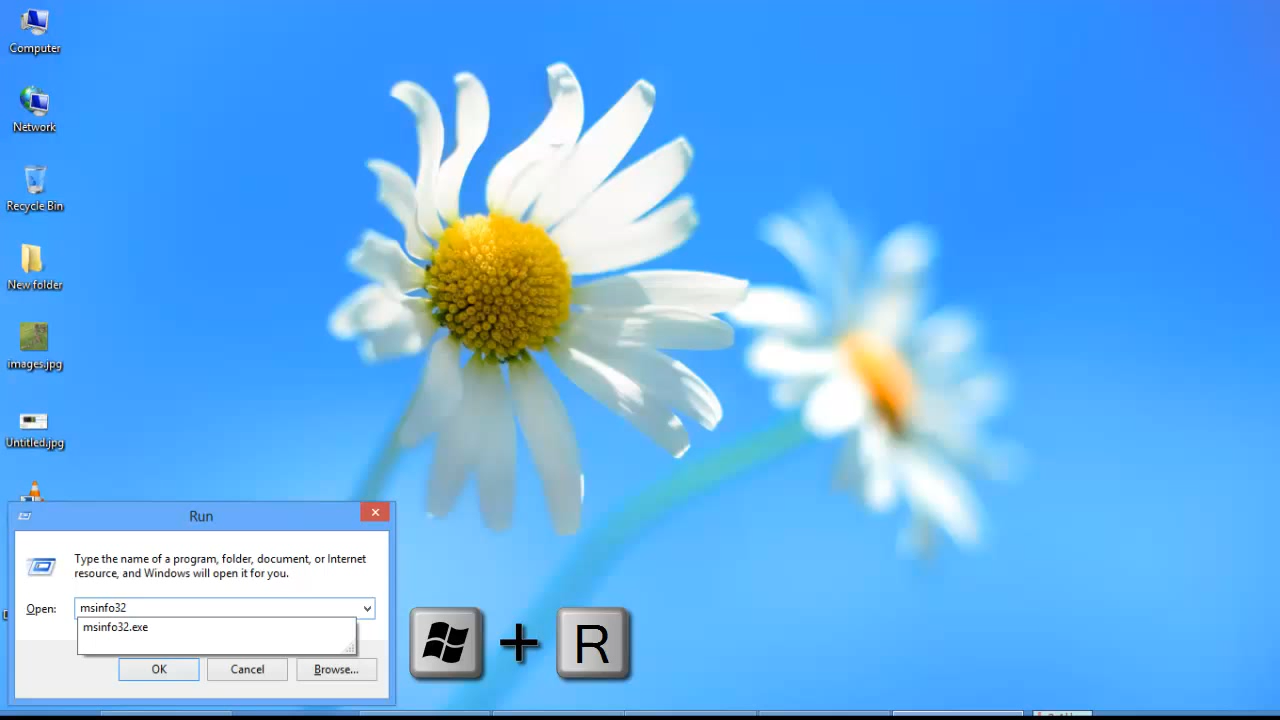 Computer
Network
Recycle Bin
New folder
images.jpg
Untitled.jpg
Run
Type the name of a program, folder, document, or Internet
resource, and Windows will open it for you.
Open:
msinfo32
msinfo32.exe
OK
Cancel
Browse...
+
R